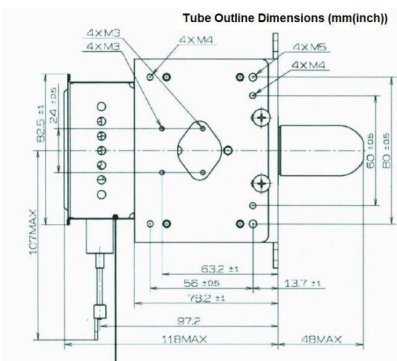 Tube Outline Dimensions (mm(inch))
4×M3
4×M3
4×M4
4×M5
4×M4
82.5 ±1
24 ±0.5
60 ±0.5
80 ±0.5
107MAX
63.2 ±1
56 ±0.5
13.7 ±1
78.2 ±1
97.2
118MAX
48MAX